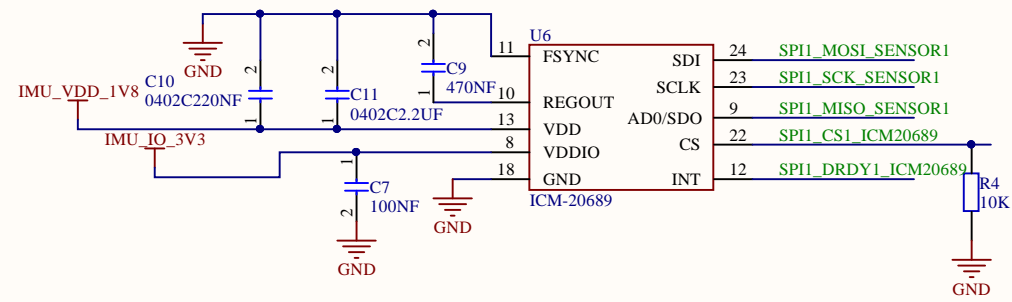 U6
11
FSYNC
SDI
24
SPI1_MOSI_SENSOR1
GND
C10
0402C220NF
2
1
2
C11
0402C2.2UF
1
2
C9
470NF
1
SCLK
23
SPI1_SCK_SENSOR1
IMU_VDD_1V8
10
REGOUT
AD0/SDO
9
SPI1_MISO_SENSOR1
13
VDD
CS
22
SPI1_CS1_ICM20689
IMU_IO_3V3
8
VDDIO
18
GND
INT
12
SPI1_DRDY1_ICM20689
1
C7
100NF
2
ICM-20689
R4
10K
GND
GND
GND